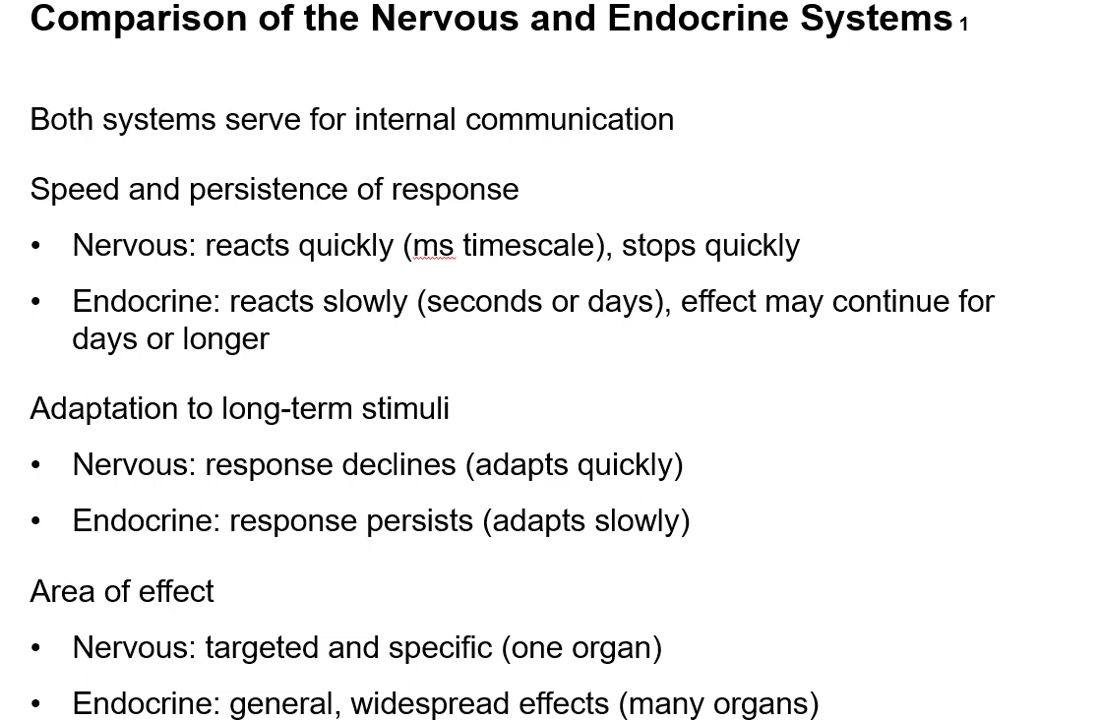 Comparison of the Nervous and Endocrine Systems 1
Both systems serve for internal communication
Speed and persistence of response
• Nervous: reacts quickly (ms timescale), stops quickly
• Endocrine: reacts slowly (seconds or days), effect may continue for
days or longer
Adaptation to long-term stimuli
• Nervous: response declines (adapts quickly)
• Endocrine: response persists (adapts slowly)
Area of effect
• Nervous: targeted and specific (one organ)
• Endocrine: general, widespread effects (many organs)